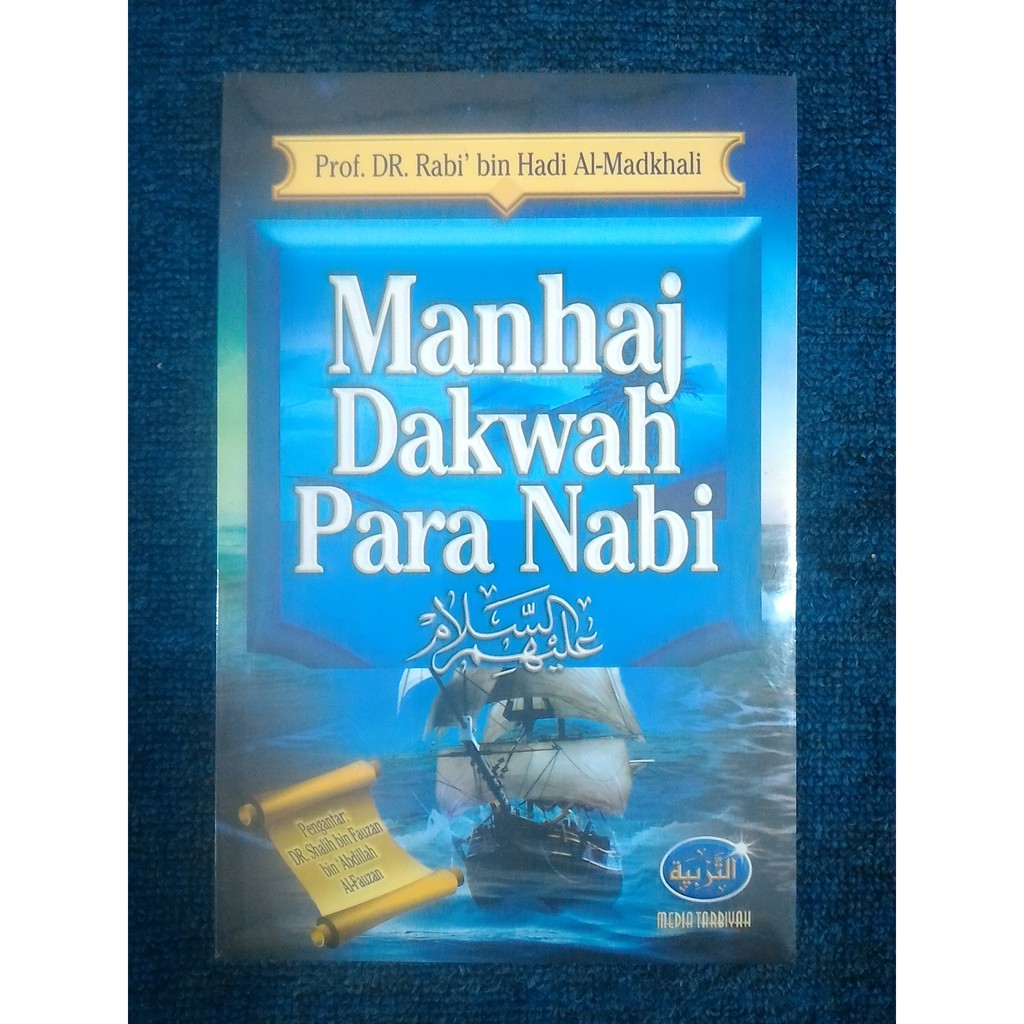 Prof. DR. Rabi' bin Hadi Al-Madkhali
Manhaj
Dakwah
Para Nabi
عليهم السلام
Pengantar:
DR. Shalih bin Fauzan
bin 'Abdillah
Al-Fauzan
التربية
MEDIA TARBIYAH